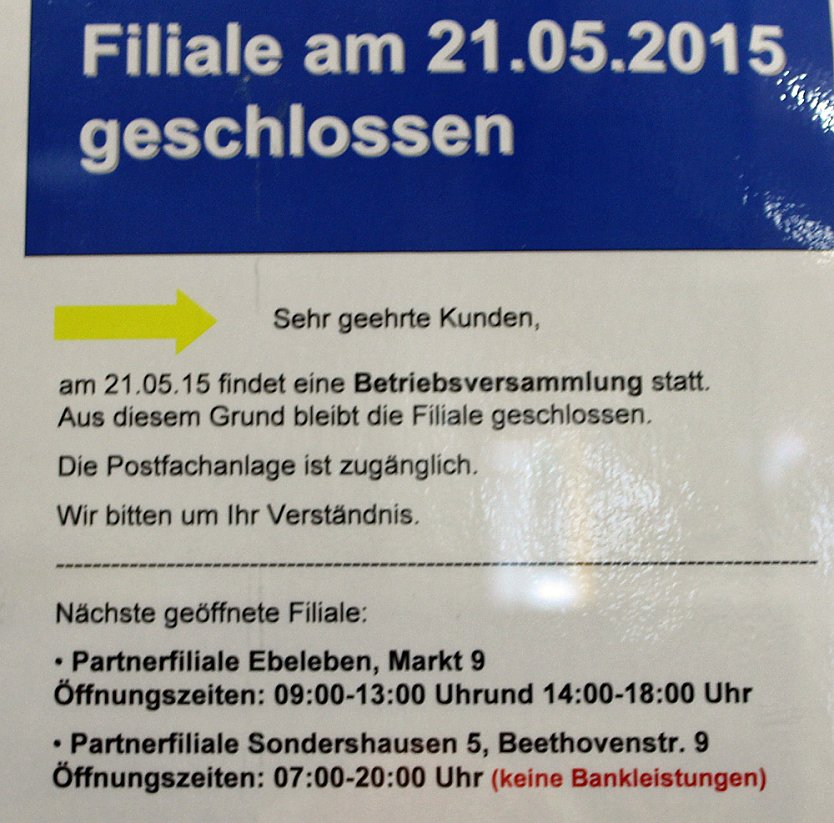 Filiale am 21.05.2015
geschlossen
Sehr geehrte Kunden,
am 21.05.15 findet eine Betriebsversammlung statt.
Aus diesem Grund bleibt die Filiale geschlossen.
Die Postfachanlage ist zugänglich.
Wir bitten um Ihr Verständnis.
Nächste geöffnete Filiale:
• Partnerfiliale Ebeleben, Markt 9
Öffnungszeiten: 09:00-13:00 Uhrund 14:00-18:00 Uhr
• Partnerfiliale Sondershausen 5, Beethovenstr. 9
Öffnungszeiten: 07:00-20:00 Uhr (keine Bankleistungen)